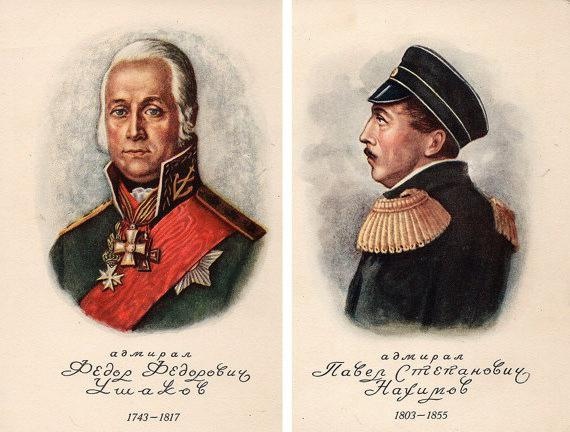 адмирал
Федор Федорович
Ушаков
1743–1817
адмирал
Павел Степанович
Нахимов
1803–1855